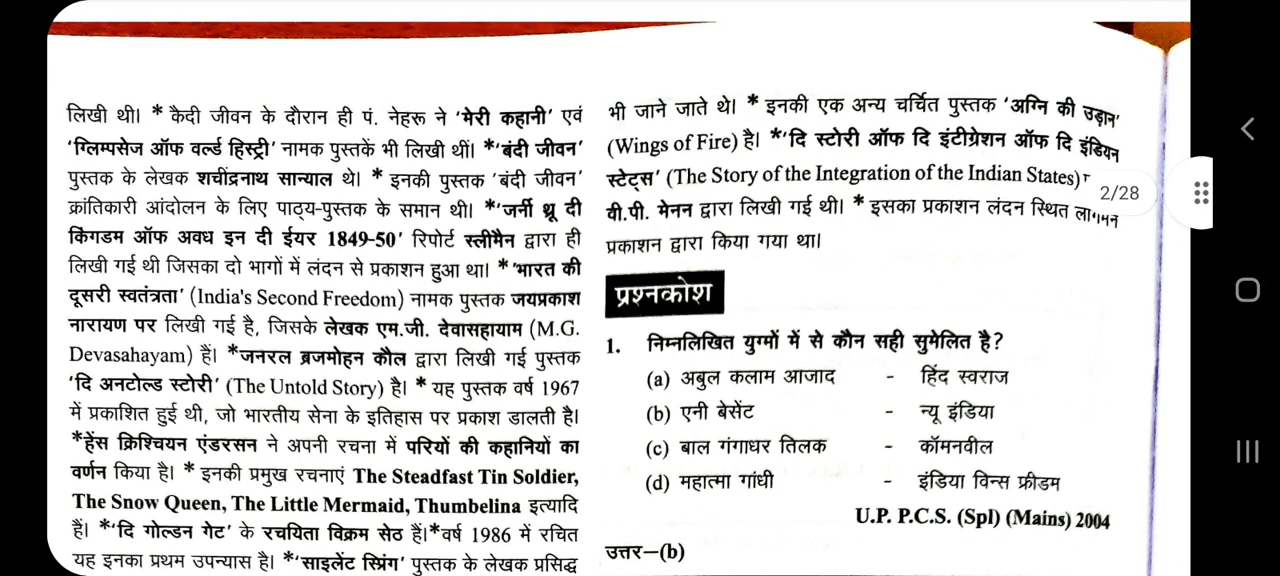 लिखी थी। * कैदी जीवन के दौरान ही पं. नेहरू ने ‘मेरी कहानी’ एवं
‘ग्लिम्पसेज ऑफ वर्ल्ड हिस्ट्री’ नामक पुस्तकें भी लिखी थीं। *‘बंदी जीवन’
पुस्तक के लेखक शचींद्रनाथ सान्याल थे। * इनकी पुस्तक ‘बंदी जीवन’
क्रांतिकारी आंदोलन के लिए पाठ्य-पुस्तक के समान थी। *‘जर्नी थ्रू दी
किंगडम ऑफ अवध इन दी ईयर 1849-50’ रिपोर्ट स्लीमैन द्वारा ही
लिखी गई थी जिसका दो भागों में लंदन से प्रकाशन हुआ था। *‘भारत की
दूसरी स्वतंत्रता’ (India's Second Freedom) नामक पुस्तक जयप्रकाश
नारायण पर लिखी गई है, जिसके लेखक एम.जी. देवासहायाम (M.G.
Devasahayam) हैं। *जनरल ब्रजमोहन कौल द्वारा लिखी गई पुस्तक
‘दि अनटोल्ड स्टोरी’ (The Untold Story) है। * यह पुस्तक वर्ष 1967
में प्रकाशित हुई थी, जो भारतीय सेना के इतिहास पर प्रकाश डालती है।
*हेंस क्रिश्चियन एंडरसन ने अपनी रचना में परियों की कहानियों का
वर्णन किया है। * इनकी प्रमुख रचनाएं The Steadfast Tin Soldier,
The Snow Queen, The Little Mermaid, Thumbelina इत्यादि
हैं। *‘दि गोल्डन गेट’ के रचयिता विक्रम सेठ हैं।*वर्ष 1986 में रचित
यह इनका प्रथम उपन्यास है। *‘साइलेंट स्प्रिंग’ पुस्तक के लेखक प्रसिद्ध
भी जाने जाते थे। * इनकी एक अन्य चर्चित पुस्तक ‘अग्नि की उड़ान’
(Wings of Fire) है। *‘दि स्टोरी ऑफ दि इंटीग्रेशन ऑफ दि इंडियन
स्टेट्स’ (The Story of the Integration of the Indian States)
वी.पी. मेनन द्वारा लिखी गई थी। * इसका प्रकाशन लंदन स्थित
प्रकाशन द्वारा किया गया था।
2/28
प्रश्नकोश
1. निम्नलिखित युग्मों में से कौन सही सुमेलित है?
(a) अबुल कलाम आजाद - हिंद स्वराज
(b) एनी बेसेंट - न्यू इंडिया
(c) बाल गंगाधर तिलक - कॉमनवील
(d) महात्मा गांधी - इंडिया विन्स फ्रीडम
U.P. P.C.S. (Spl) (Mains) 2004
उत्तर—(b)